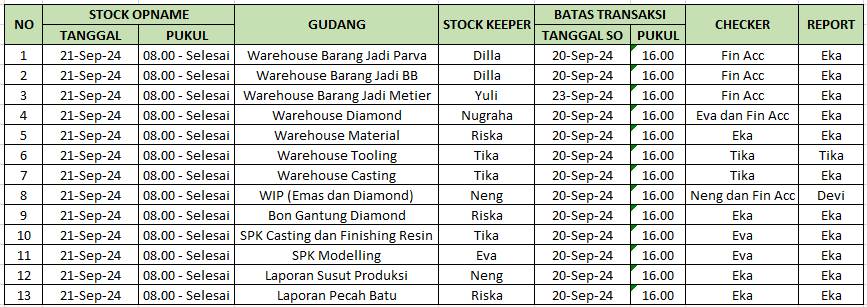 NO STOCK OPNAME GUDANG STOCK KEEPER BATAS TRANSAKSI CHECKER REPORT
TANGGAL PUKUL TANGGAL SO PUKUL
1 21-Sep-24 08.00 - Selesai Warehouse Barang Jadi Parva Dilla 20-Sep-24 16.00 Fin Acc Eka
2 21-Sep-24 08.00 - Selesai Warehouse Barang Jadi BB Dilla 20-Sep-24 16.00 Fin Acc Eka
3 21-Sep-24 08.00 - Selesai Warehouse Barang Jadi Metier Yuli 23-Sep-24 16.00 Fin Acc Eka
4 21-Sep-24 08.00 - Selesai Warehouse Diamond Nugraha 20-Sep-24 16.00 Eva dan Fin Acc Eka
5 21-Sep-24 08.00 - Selesai Warehouse Material Riska 20-Sep-24 16.00 Eka Eka
6 21-Sep-24 08.00 - Selesai Warehouse Tooling Tika 20-Sep-24 16.00 Tika Tika
7 21-Sep-24 08.00 - Selesai Warehouse Casting Tika 20-Sep-24 16.00 Tika Eka
8 21-Sep-24 08.00 - Selesai WIP (Emas dan Diamond) Neng 20-Sep-24 16.00 Neng dan Fin Acc Devi
9 21-Sep-24 08.00 - Selesai Bon Gantung Diamond Riska 20-Sep-24 16.00 Eka Eka
10 21-Sep-24 08.00 - Selesai SPK Casting dan Finishing Resin Tika 20-Sep-24 16.00 Eva Eka
11 21-Sep-24 08.00 - Selesai SPK Modelling Eva 20-Sep-24 16.00 Eva Eka
12 21-Sep-24 08.00 - Selesai Laporan Susut Produksi Neng 20-Sep-24 16.00 Eka Eka
13 21-Sep-24 08.00 - Selesai Laporan Pecah Batu Riska 20-Sep-24 16.00 Eka Eka